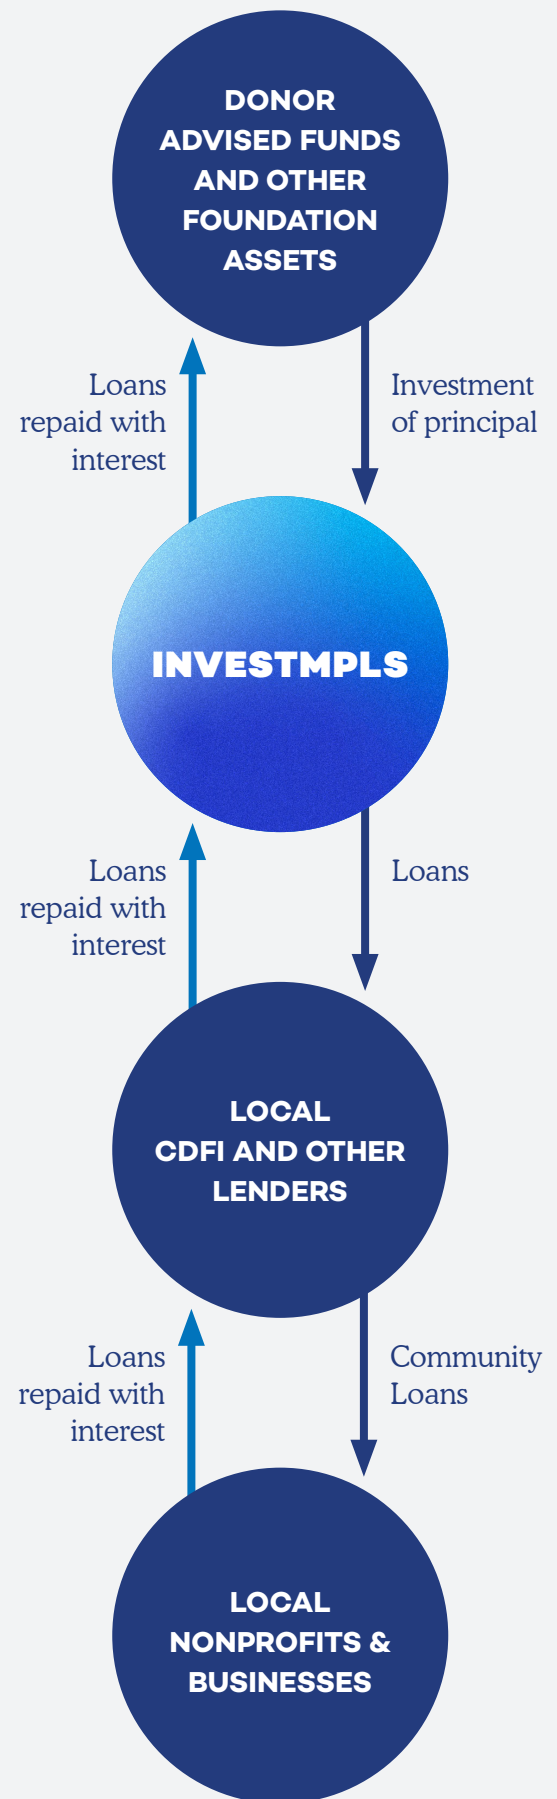 DONOR
ADVISED FUNDS
AND OTHER
FOUNDATION
ASSETS
Loans
repaid with
interest
Investment
of principal
INVESTMPLS
Loans
repaid with
interest
Loans
LOCAL
CDFI AND OTHER
LENDERS
Loans
repaid with
interest
Community
Loans
LOCAL
NONPROFITS &
BUSINESSES